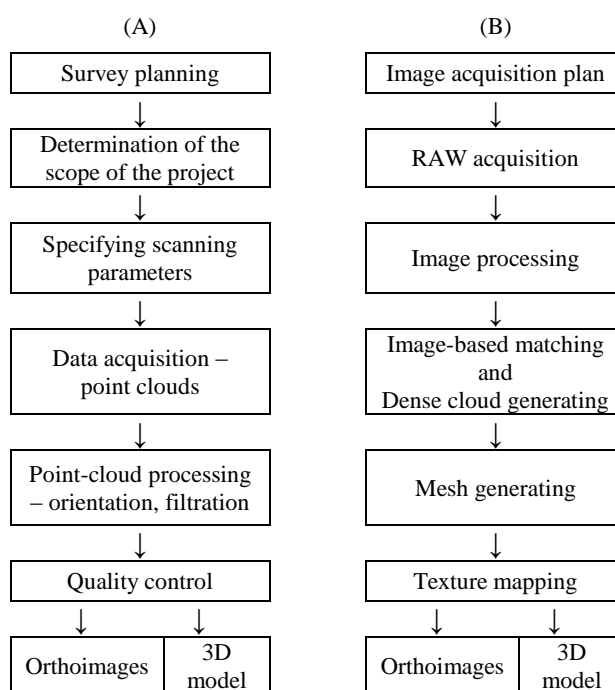 (A)
Survey planning
↓
Determination of the
scope of the project
↓
Specifying scanning
parameters
↓
Data acquisition –
point clouds
↓
Point-cloud processing
– orientation, filtration
↓
Quality control
↓ ↓
Orthoimages
3D
model
(B)
Image acquisition plan
↓
RAW acquisition
↓
Image processing
↓
Image-based matching
and
Dense cloud generating
↓
Mesh generating
↓
Texture mapping
↓ ↓
Orthoimages
3D
model